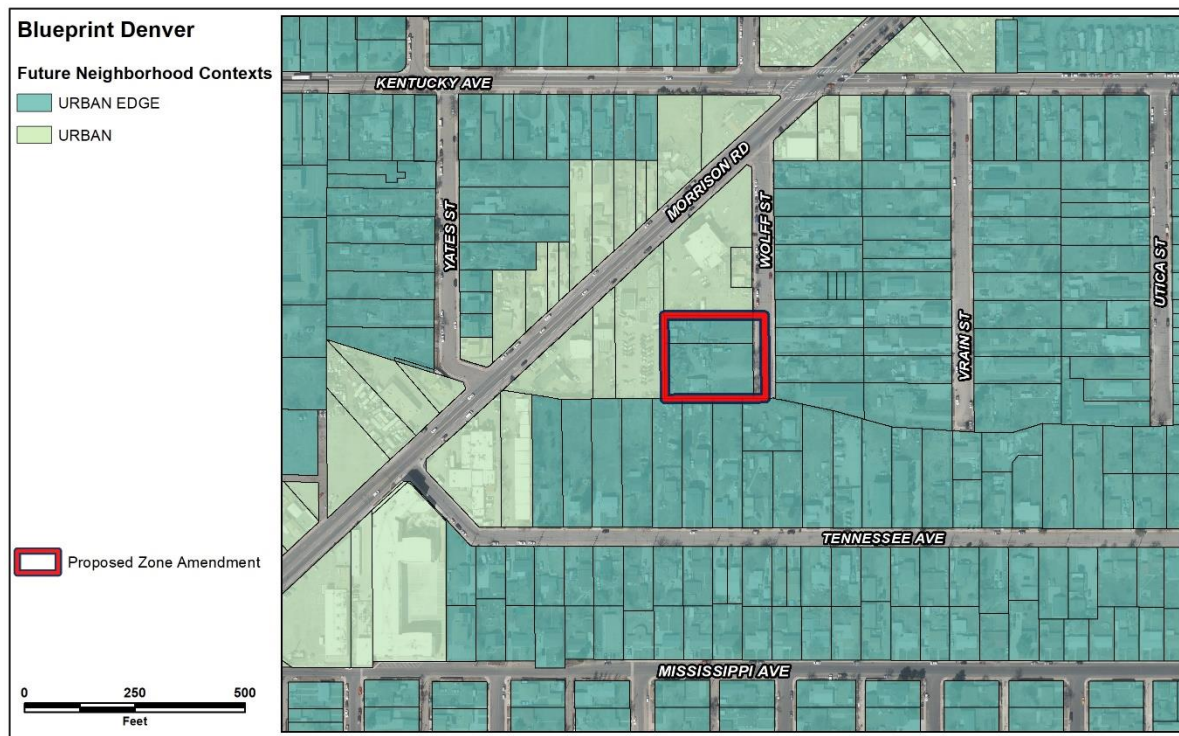 Blueprint Denver
Future Neighborhood Contexts
URBAN EDGE
URBAN
Proposed Zone Amendment
0 250 500
Feet
KENTUCKY AVE
MORRISON RD
YATES ST
WOLFF ST
VRAIN ST
UTICA ST
TENNESSEE AVE
MISSISSIPPI AVE